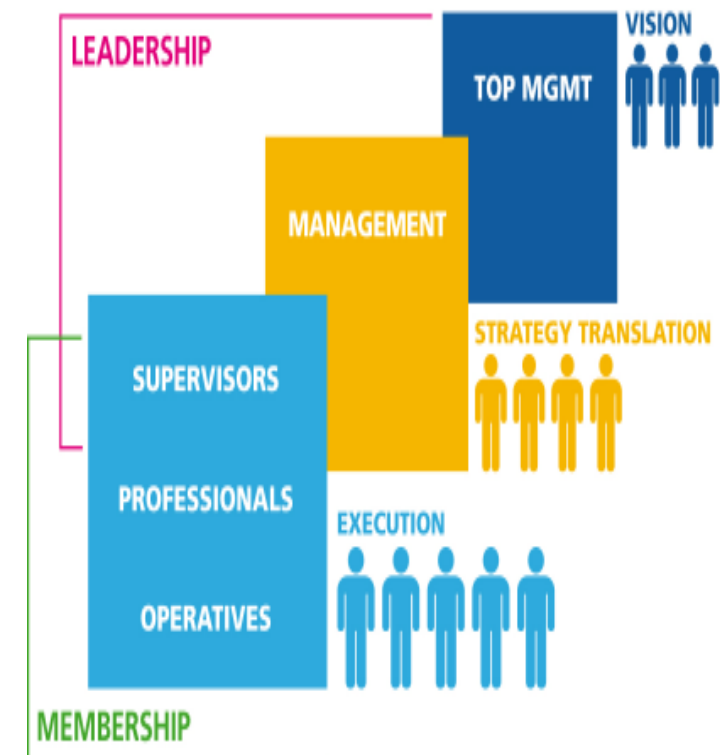 LEADERSHIP
VISION
TOP MGMT
MANAGEMENT
STRATEGY TRANSLATION
SUPERVISORS
PROFESSIONALS
EXECUTION
OPERATIVES
MEMBERSHIP